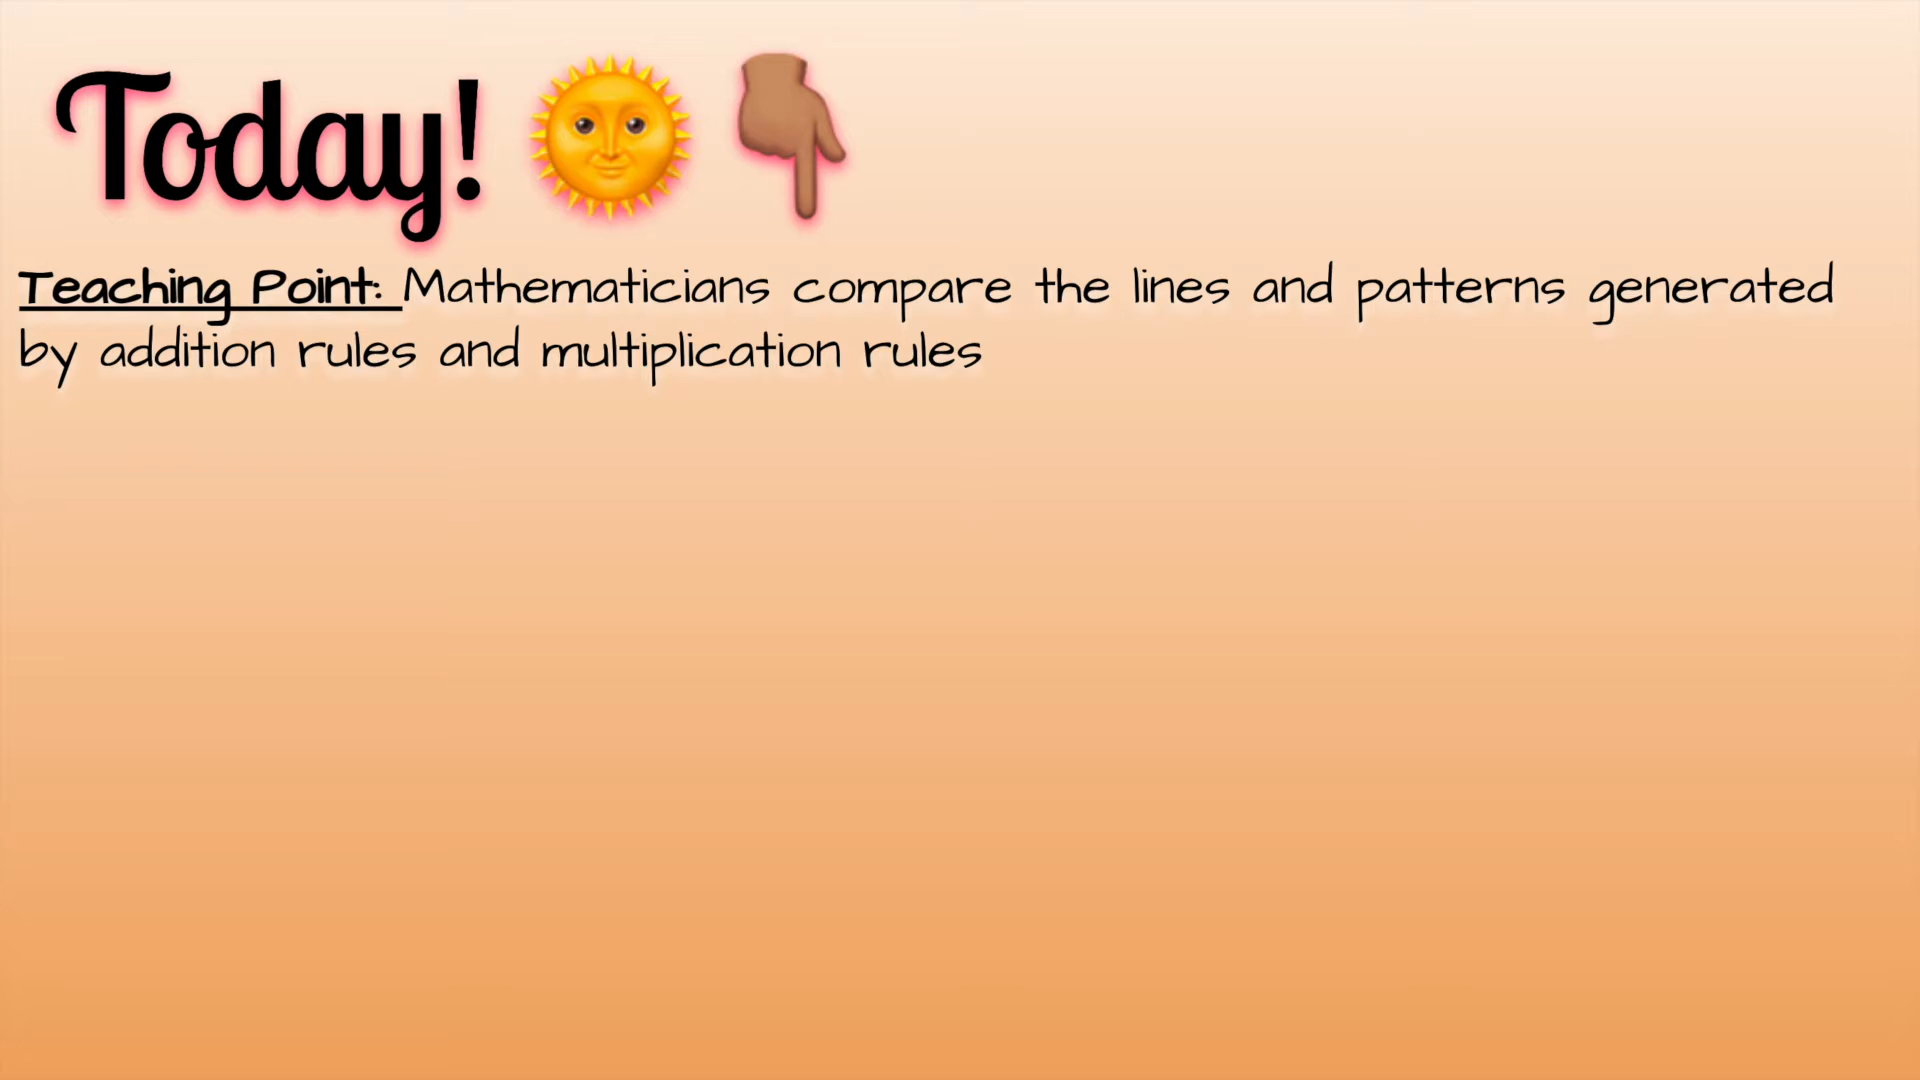 Today!
Teaching Point: Mathematicians compare the lines and patterns generated
by addition rules and multiplication rules